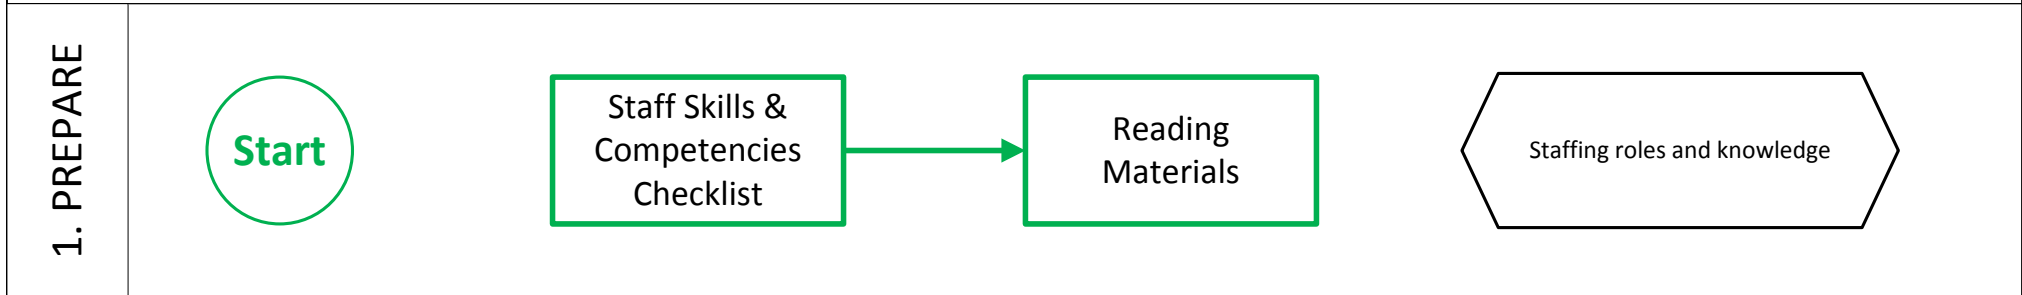 1. PREPARE
Start
Staff Skills &
Competencies
Checklist
Reading
Materials
Staffing roles and knowledge